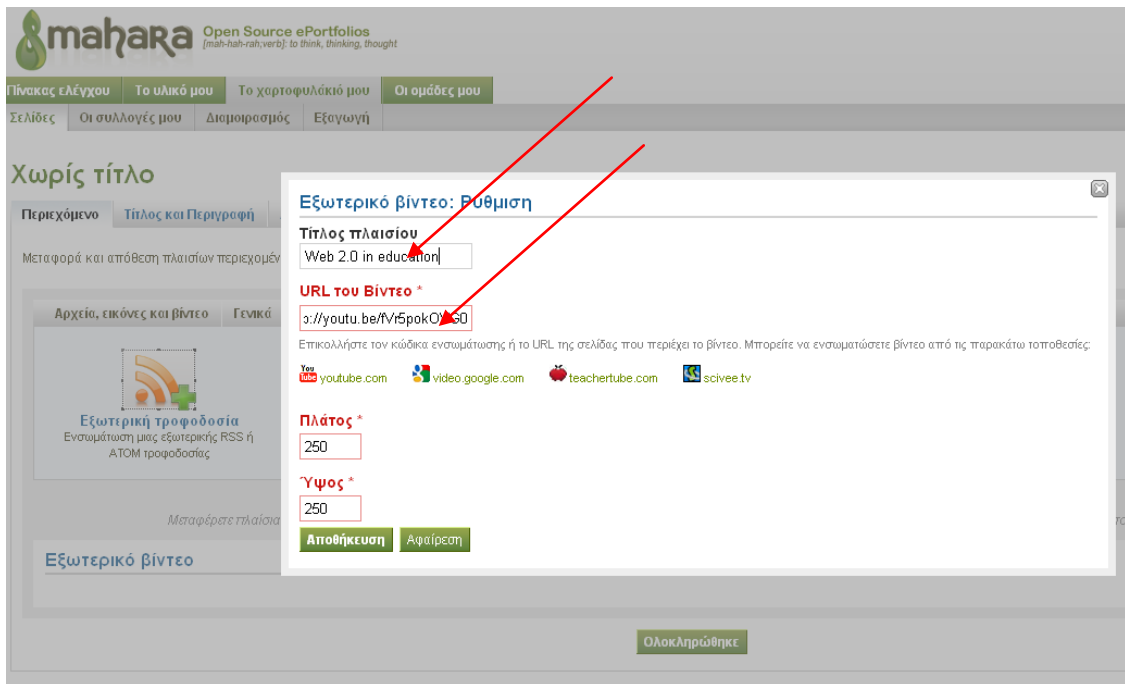 mahara Open Source ePortfolios
[mah-hah-rah;verb]: to think, thinking, thought
Πίνακας ελέγχου Το υλικό μου Το χαρτοφυλάκιό μου Οι ομάδες μου
Σελίδες Οι συλλογές μου Διαμοιρασμός Εξαγωγή
Χωρίς τίτλο
Περιεχόμενο Τίτλος και Περιγραφή
Μεταφορά και απόθεση πλαισίων περιεχομέν
Αρχεία, εικόνες και βίντεο Γενικά
Εξωτερική τροφοδοσία
Ενσωμάτωση μιας εξωτερικής RSS ή
ATOM τροφοδοσίας
Μεταφέρετε πλαίσια
Εξωτερικό βίντεο
Εξωτερικό βίντεο: Ρύθμιση
Τίτλος πλαισίου
Web 2.0 in education
URL του Βίντεο *
Επικολλήστε τον κώδικα ενσωμάτωσης ή το URL της σελίδας που περιέχει το βίντεο. Μπορείτε να ενσωματώσετε βίντεο από τις παρακάτω τοποθεσίες:
You Tube youtube.com video.google.com teachertube.com scivee.tv
Πλάτος *
250
Ύψος *
250
Αποθήκευση Αφαίρεση
Ολοκληρώθηκε